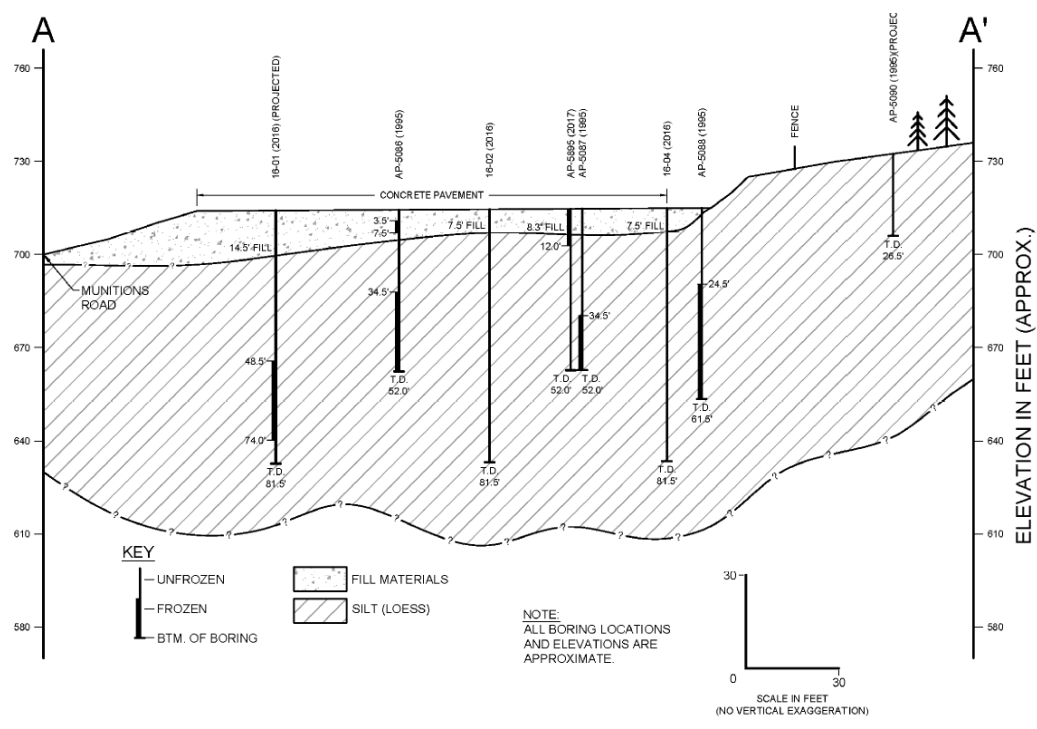 A
A'
760
730
700
670
640
610
580
760
730
700
670
640
610
580
ELEVATION IN FEET (APPROX.)
16-01 (2016) (PROJECTED)
AP-5086 (1995)
16-02 (2016)
AP-5895 (2017)
AP-5087 (1995)
16-04 (2016)
AP-5088 (1995)
FENCE
AP-5090 (1995)(PROJEC
CONCRETE PAVEMENT
14.5' FILL
3.5'
7.5'
7.5' FILL
8.3' FILL
12.0'
7.5' FILL
MUNITIONS
ROAD
34.5'
34.5'
24.5'
48.5'
74.0'
T.D.
81.5'
T.D.
52.0'
T.D.
81.5'
T.D.
52.0'
T.D.
52.0'
T.D.
81.5'
T.D.
61.5'
T.D.
26.5'
? ? ? ? ? ? ? ? ? ? ? ? ? ? ? ? ? ?
KEY
UNFROZEN
FROZEN
BTM. OF BORING
FILL MATERIALS
SILT (LOESS)
NOTE:
ALL BORING LOCATIONS
AND ELEVATIONS ARE
APPROXIMATE.
30
0
30
SCALE IN FEET
(NO VERTICAL EXAGGERATION)